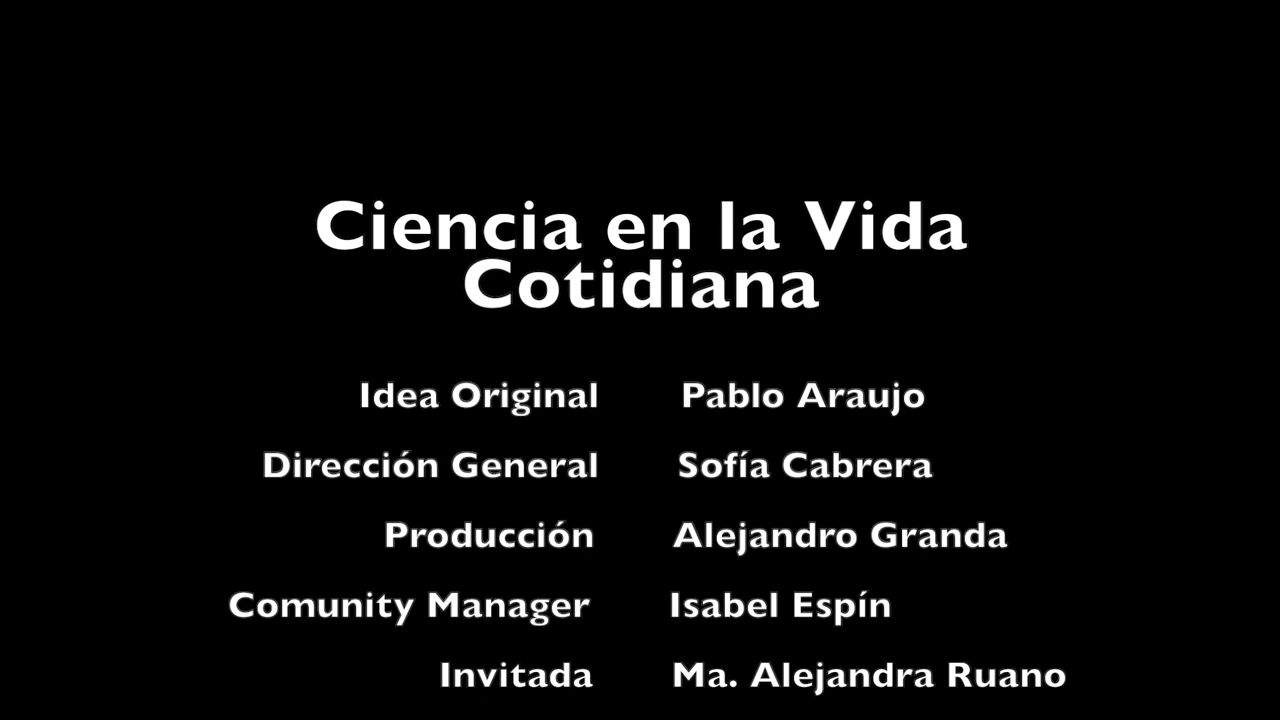 Ciencia en la Vida
Cotidiana
Idea Original Pablo Araujo
Dirección General Sofía Cabrera
Producción Alejandro Granda
Comunity Manager Isabel Espín
Invitada Ma. Alejandra Ruano